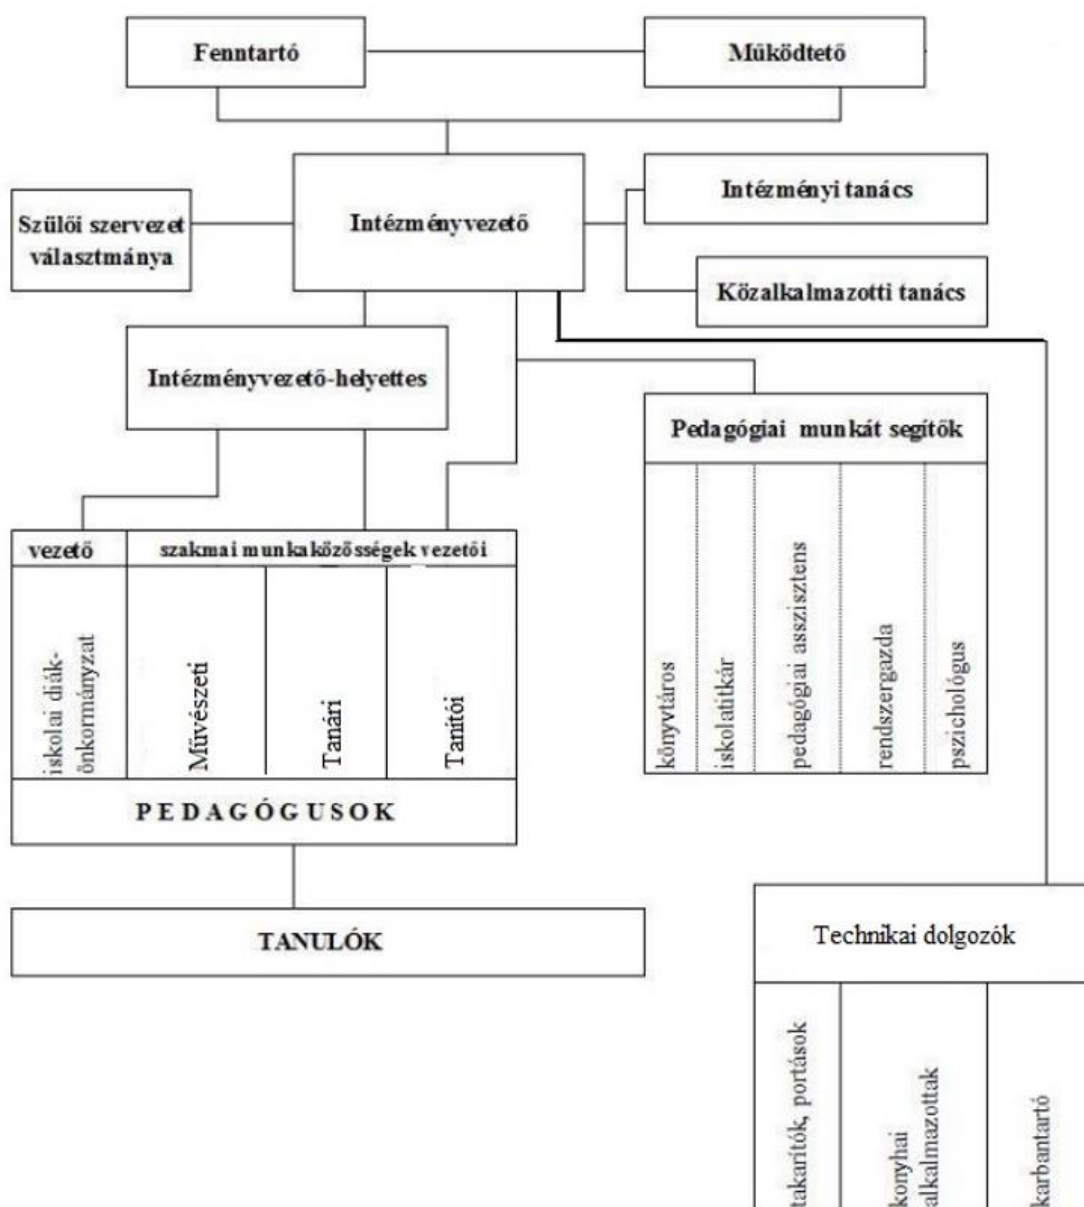 Fenntartó
Működtető
Intézményvezető
Intézményi tanács
Szülői szervezet
választmánya
Közalkalmazotti tanács
Intézményvezető-helyettes
Pedagógiai munkát segítők
vezető
szakmai munkaközösségek vezetői
iskolai diák-
önkormányzat
Művészeti
Tanári
Tanítói
könyvtáros
iskolatitkár
pedagógiai asszisztens
rendszergazda
pszichológus
PEDAGÓGUSOK
TANULÓK
Technikai dolgozók
takarítók, portások
konyhai
alkalmazottak
karbantartó